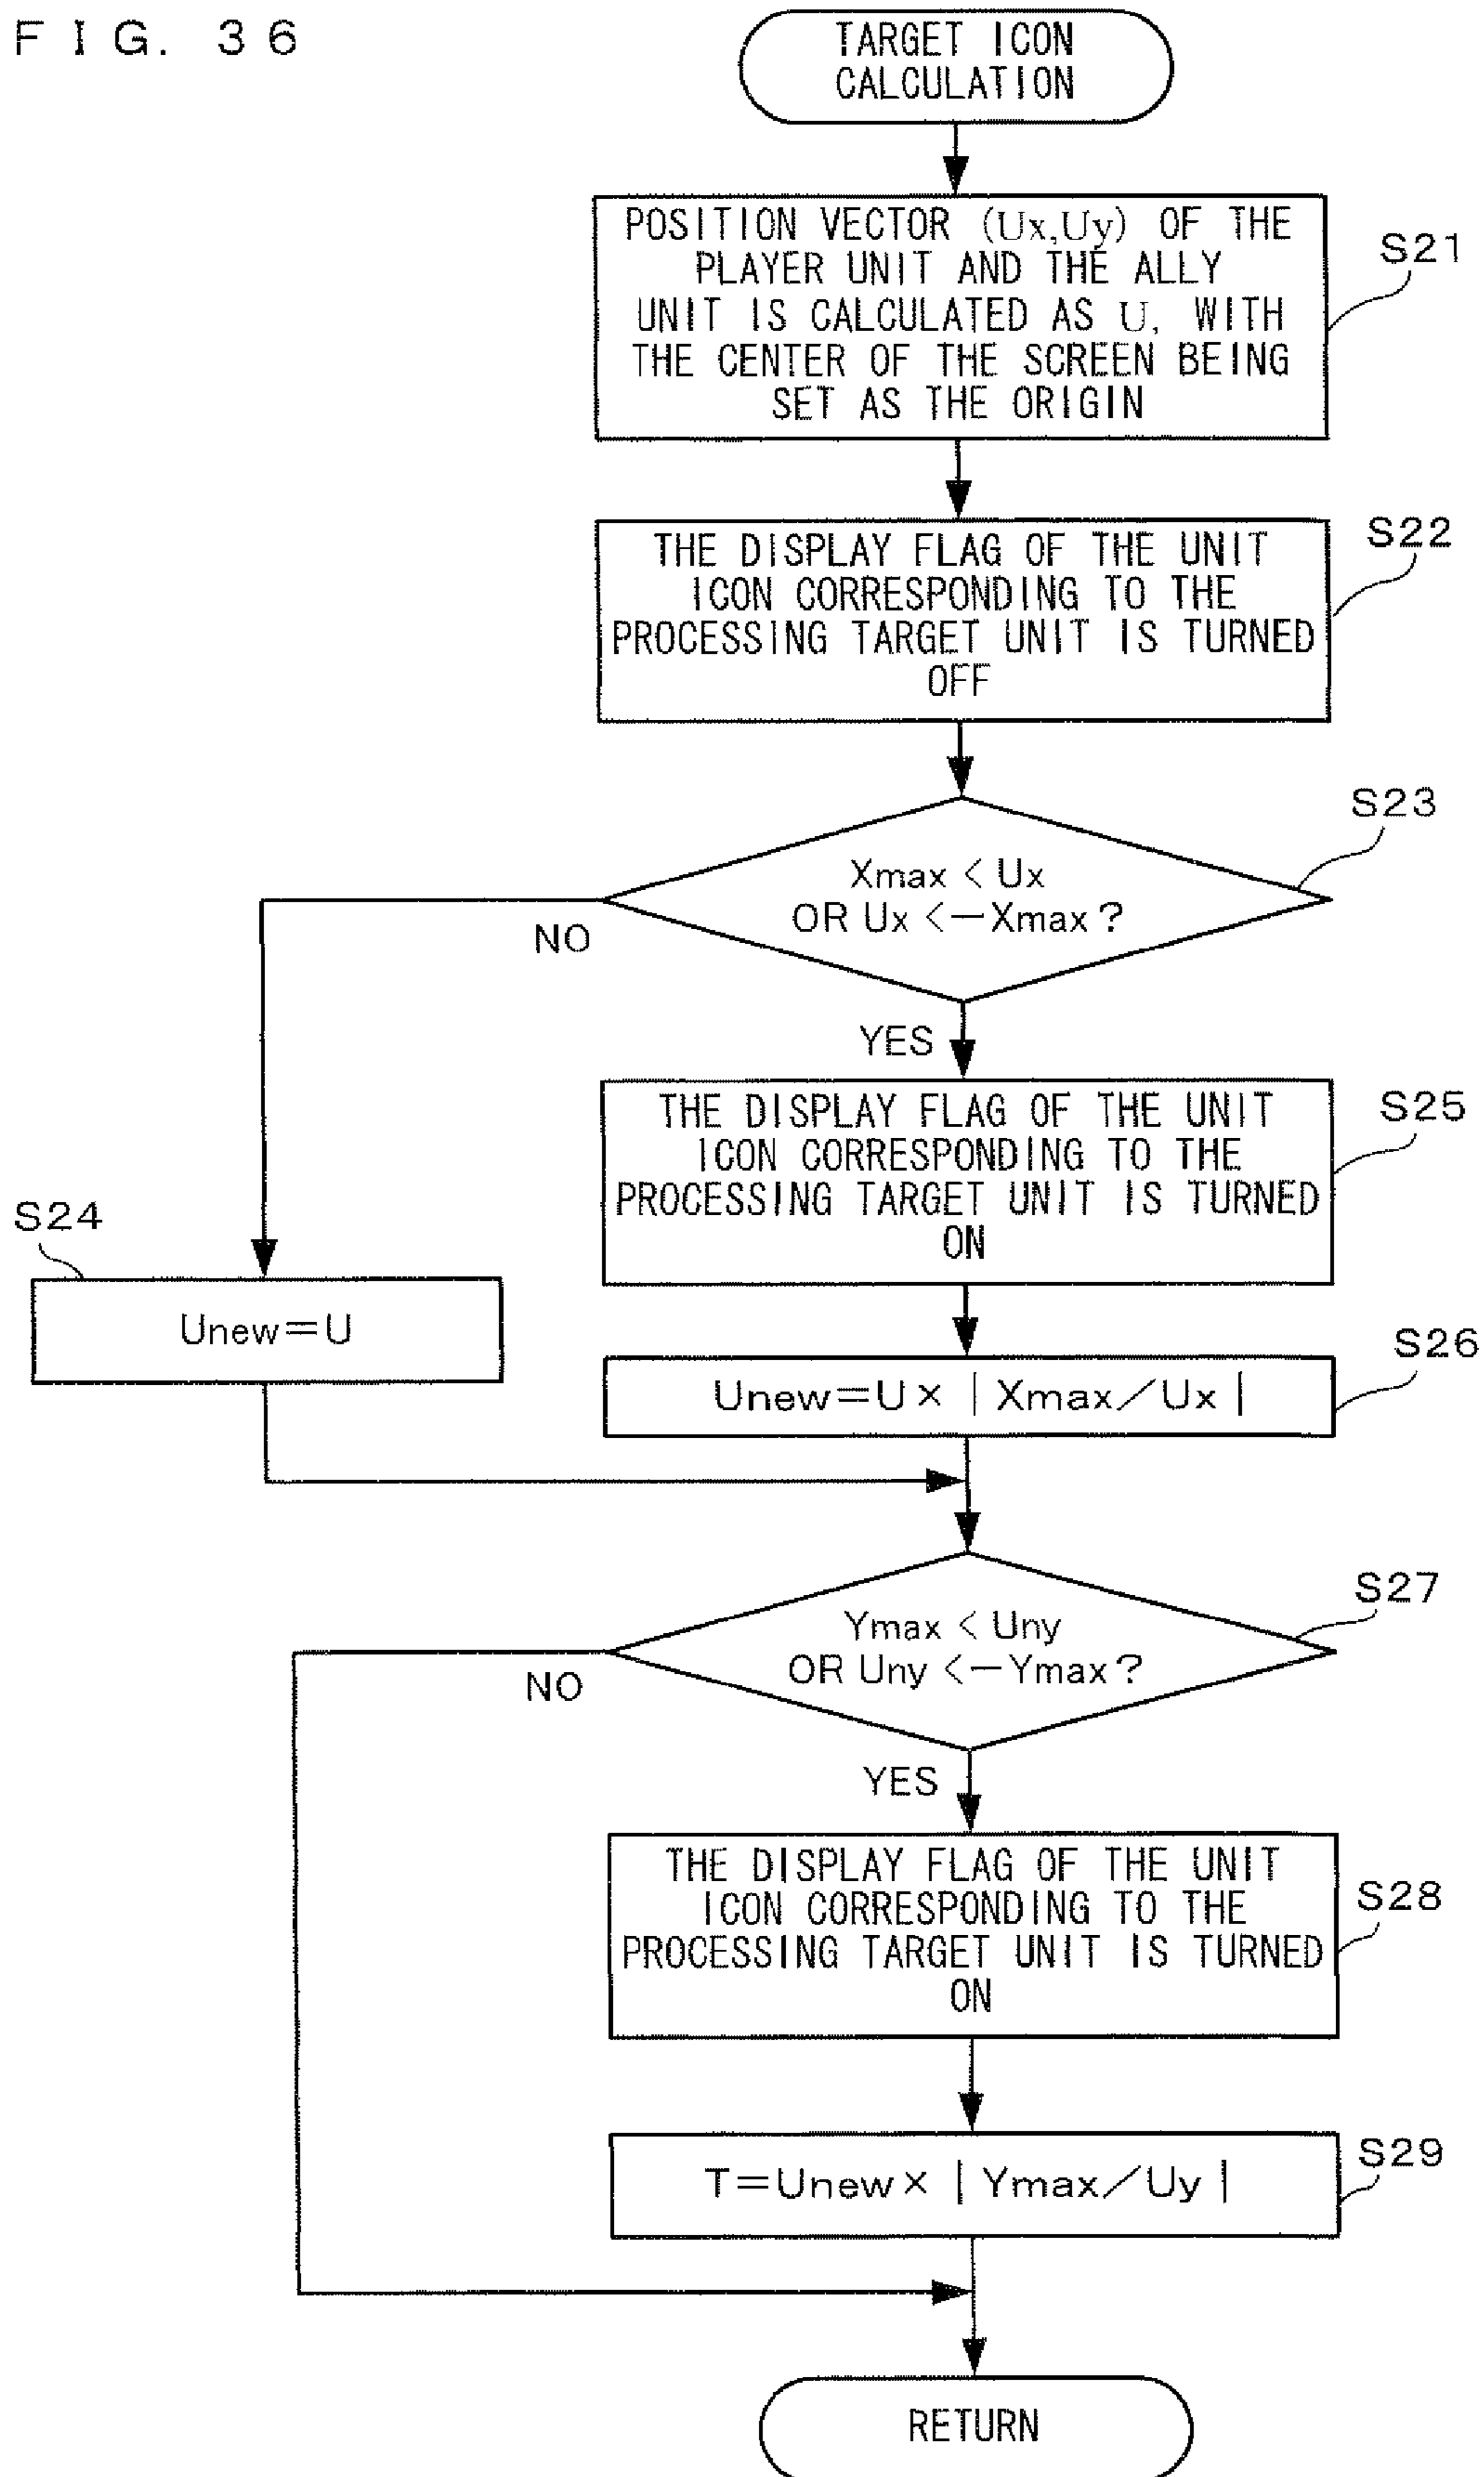 FIG. 36
TARGET ICON
CALCULATION
POSITION VECTOR (Ux,Uy) OF THE
PLAYER UNIT AND THE ALLY
UNIT IS CALCULATED AS U, WITH
THE CENTER OF THE SCREEN BEING
SET AS THE ORIGIN
S21
THE DISPLAY FLAG OF THE UNIT
ICON CORRESPONDING TO THE
PROCESSING TARGET UNIT IS TURNED
OFF
S22
Xmax < Ux
OR Ux <-Xmax?
S23
NO
YES
THE DISPLAY FLAG OF THE UNIT
ICON CORRESPONDING TO THE
PROCESSING TARGET UNIT IS TURNED
ON
S25
S24
Unew=U
Unew=U×|Xmax/Ux|
S26
Ymax < Uny
OR Uny <-Ymax?
S27
NO
YES
THE DISPLAY FLAG OF THE UNIT
ICON CORRESPONDING TO THE
PROCESSING TARGET UNIT IS TURNED
ON
S28
T=Unew×|Ymax/Uy|
S29
RETURN